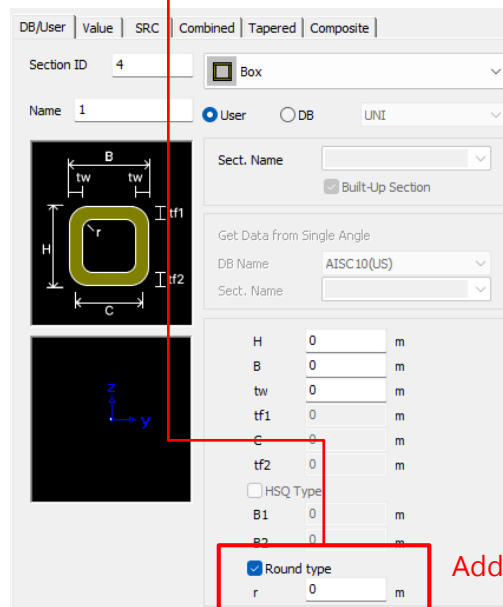 DB/User Value SRC Combined Tapered Composite
Section ID 4
Box
Name 1
User DB UNI
Sect. Name
Built-Up Section
Get Data from Single Angle
DB Name AISC10(US)
Sect. Name
B
tw tw
tf1
r
H
tf2
C
z
y
H 0 m
B 0 m
tw 0 m
tf1 0 m
C 0 m
tf2 0 m
HSQ Type
B1 0 m
B2 0 m
Round type
r 0 m
Add